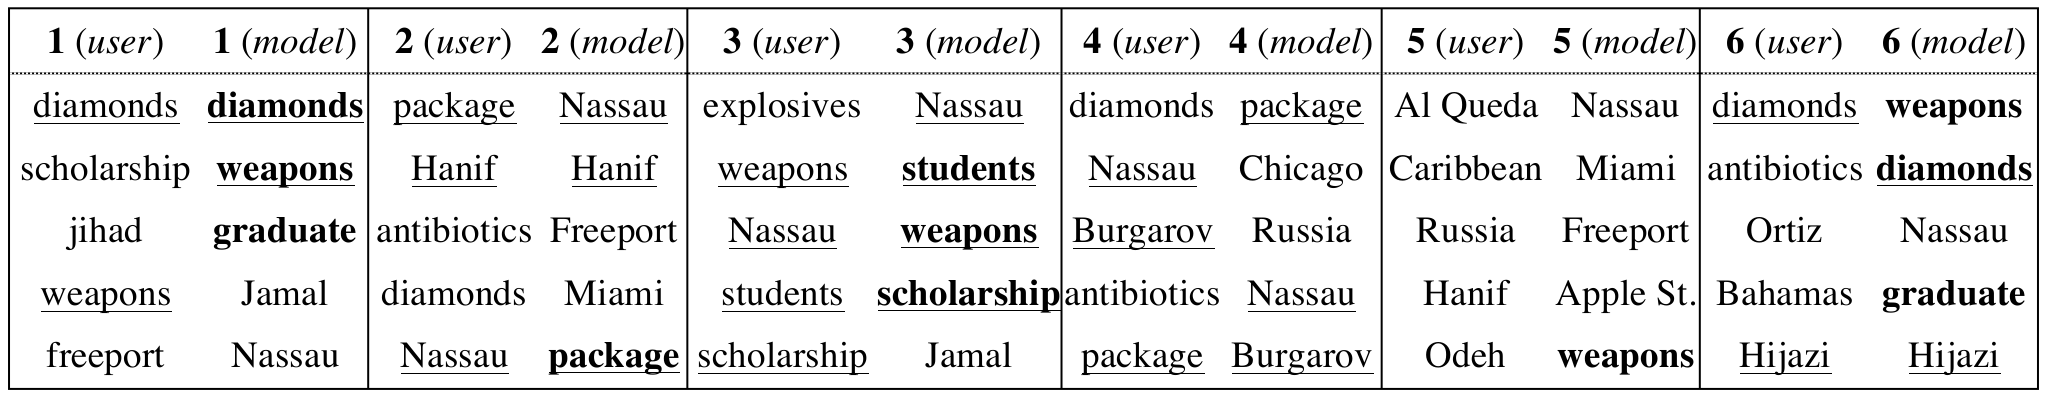 1 (user) 1 (model) 2 (user) 2 (model) 3 (user) 3 (model) 4 (user) 4 (model) 5 (user) 5 (model) 6 (user) 6 (model)
diamonds diamonds package Nassau explosives Nassau diamonds package Al Queda Nassau diamonds weapons
scholarship weapons Hanif Hanif weapons students Nassau Chicago Caribbean Miami antibiotics diamonds
jihad graduate antibiotics Freeport Nassau weapons Burgarov Russia Russia Freeport Ortiz Nassau
weapons Jamal diamonds Miami students scholarship antibiotics Nassau Hanif Apple St. Bahamas graduate
freeport Nassau Nassau package scholarship Jamal package Burgarov Odeh weapons Hijazi Hijazi